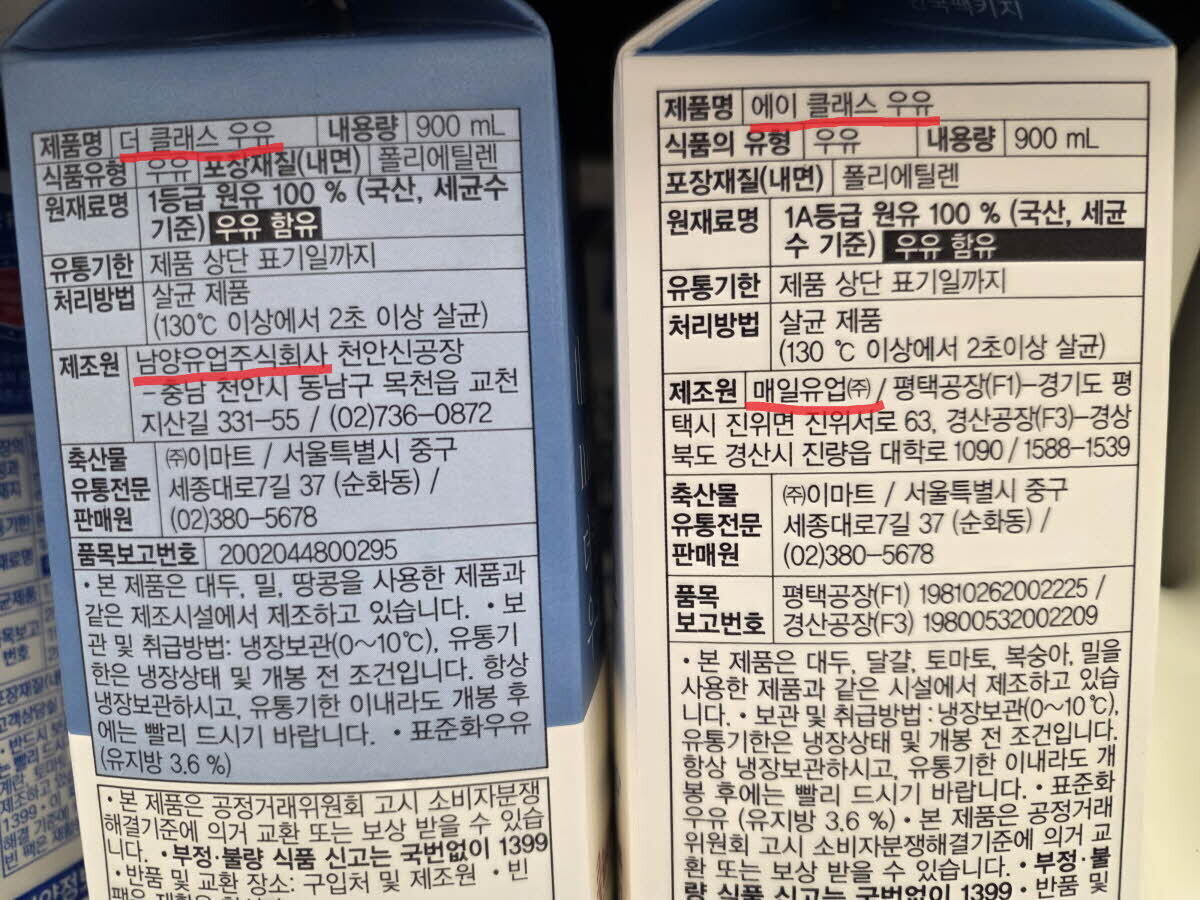 제품명 더 클래스 우유 내용량 900 mL
식품유형 우유 포장재질(내면) 폴리에틸렌
원재료명 1등급 원유 100 % (국산, 세균수
기준) 우유 함유
유통기한 제품 상단 표기일까지
처리방법 살균 제품
(130℃ 이상에서 2초 이상 살균)
제조원 남양유업주식회사 천안신공장
- 충남 천안시 동남구 목천읍 교천
지산길 331-55 / (02)736-0872
축산물 ㈜이마트 / 서울특별시 중구
유통전문 세종대로7길 37 (순화동) /
판매원 (02)380-5678
품목보고번호 2002044800295
• 본 제품은 대두, 밀, 땅콩을 사용한 제품과
같은 제조시설에서 제조하고 있습니다. • 보
관 및 취급방법: 냉장보관(0~10℃), 유통기
한은 냉장상태 및 개봉 전 조건입니다. 항상
냉장보관하시고, 유통기한 이내라도 개봉 후
에는 빨리 드시기 바랍니다. • 표준화우유
(유지방 3.6 %)
• 본 제품은 공정거래위원회 고시 소비자분쟁
해결기준에 의거 교환 또는 보상 받을 수 있습
니다. • 부정·불량 식품 신고는 국번없이 1399
• 반품 및 교환 장소: 구입처 및 제조원 • 빈
제품명 에이 클래스 우유
식품의 유형 우유 내용량 900 mL
포장재질(내면) 폴리에틸렌
원재료명 1A등급 원유 100 % (국산, 세균
수 기준) 우유 함유
유통기한 제품 상단 표기일까지
처리방법 살균 제품
(130 ℃ 이상에서 2초이상 살균)
제조원 매일유업㈜ / 평택공장(F1)-경기도 평
택시 진위면 진위서로 63, 경산공장(F3)-경상
북도 경산시 진량읍 대학로 1090 / 1588-1539
축산물 ㈜이마트 / 서울특별시 중구
유통전문 세종대로7길 37 (순화동) /
판매원 (02)380-5678
품목 평택공장(F1) 19810262002225 /
보고번호 경산공장(F3) 19800532002209
• 본 제품은 대두, 달걀, 토마토, 복숭아, 밀을
사용한 제품과 같은 시설에서 제조하고 있습
니다. • 보관 및 취급방법 : 냉장보관(0~10℃),
유통기한은 냉장상태 및 개봉 전 조건입니다.
항상 냉장보관하시고, 유통기한 이내라도 개
봉 후에는 빨리 드시기 바랍니다. • 표준화
우유 (유지방 3.6 %) • 본 제품은 공정거래
위원회 고시 소비자분쟁해결기준에 의거 교
환 또는 보상 받을 수 있습니다. • 부정·불
량 식품 신고는 국번없이 1399 • 반품 및